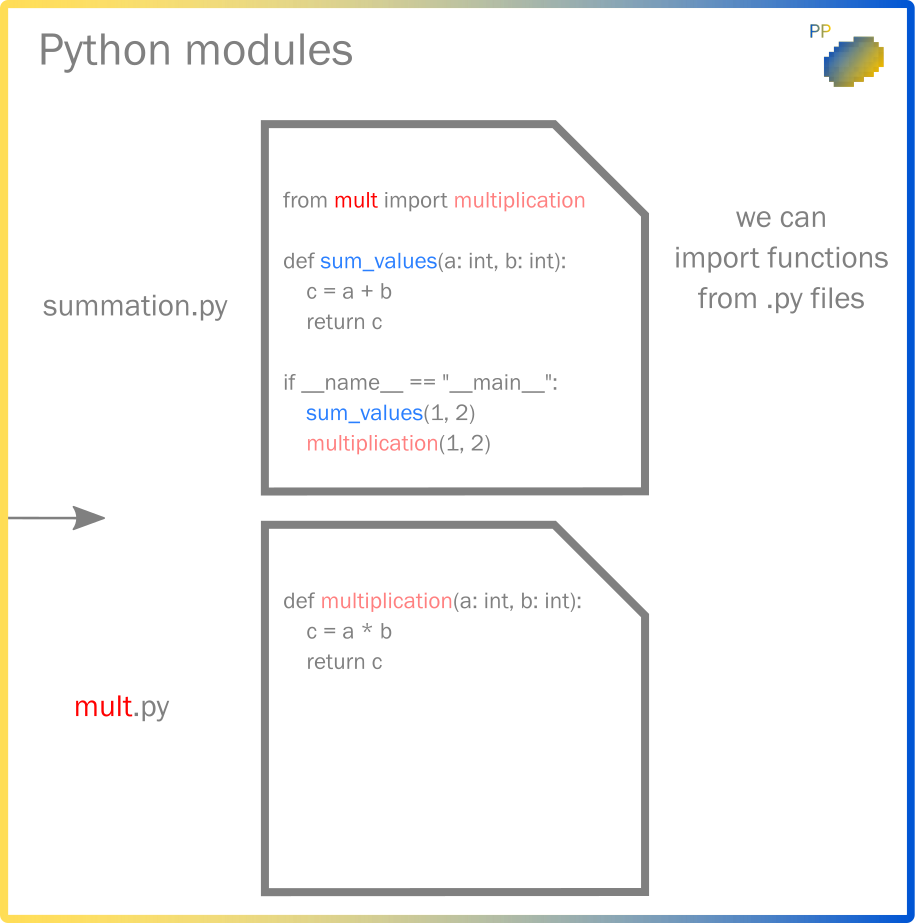 Python modules
PP
from mult import multiplication
def sum_values(a: int, b: int):
c = a + b
return c
if __name__ == "__main__":
sum_values(1, 2)
multiplication(1, 2)
summation.py
we can
import functions
from .py files
def multiplication(a: int, b: int):
c = a * b
return c
mult.py